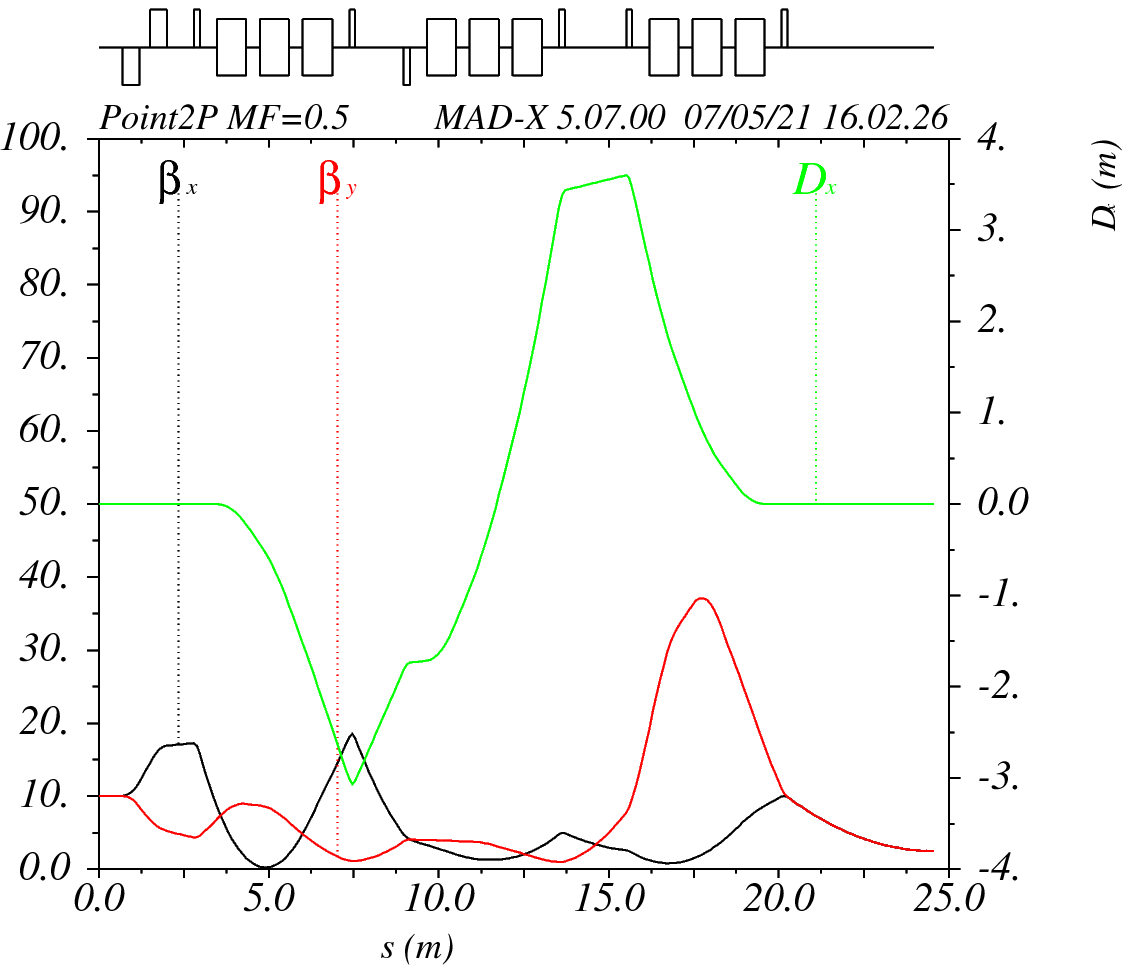 Point2P MF=0.5 MAD-X 5.07.00 07/05/21 16.02.26
100.
90.
80.
70.
60.
50.
40.
30.
20.
10.
0.0
βx
βy
Dx
4.
3.
2.
1.
0.0
-1.
-2.
-3.
-4.
Dx (m)
0.0 5.0 10.0 15.0 20.0 25.0
s (m)